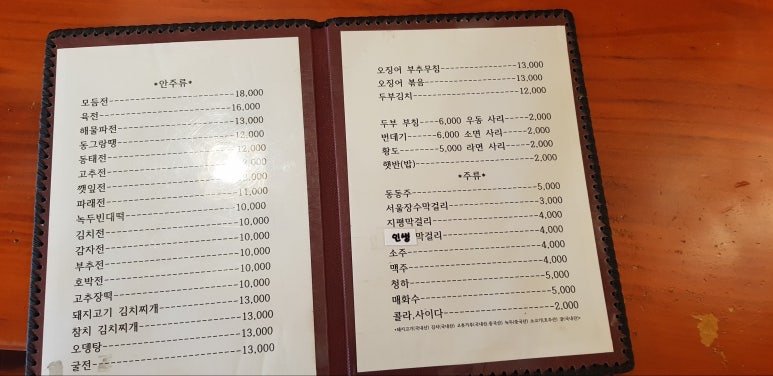 *안주류*
모듬전------------------18,000
육전------------------16,000
해물파전------------------13,000
동그랑땡------------------12,000
동태전------------------12,000
고추전
깻잎전
파래전------------------11,000
녹두빈대떡------------------10,000
김치전------------------10,000
감자전------------------10,000
부추전------------------10,000
호박전------------------10,000
고추장떡------------------10,000
돼지고기 김치찌개------------------13,000
참치 김치찌개------------------13,000
오뎅탕------------------13,000
굴전------------------13,000
오징어 부추무침------------------13,000
오징어 볶음------------------13,000
두부김치------------------12,000
두부 부침-----6,000 우동 사리-----2,000
번데기------6,000 소면 사리-----2,000
황도--------5,000 라면 사리-----2,000
햇반(밥)------------------2,000
*주류*
동동주------------------5,000
서울장수막걸리------------------3,000
지평막걸리------------------4,000
막걸리------------------4,000
소주------------------4,000
맥주------------------4,000
청하------------------5,000
매화수------------------5,000
콜라,사이다------------------2,000